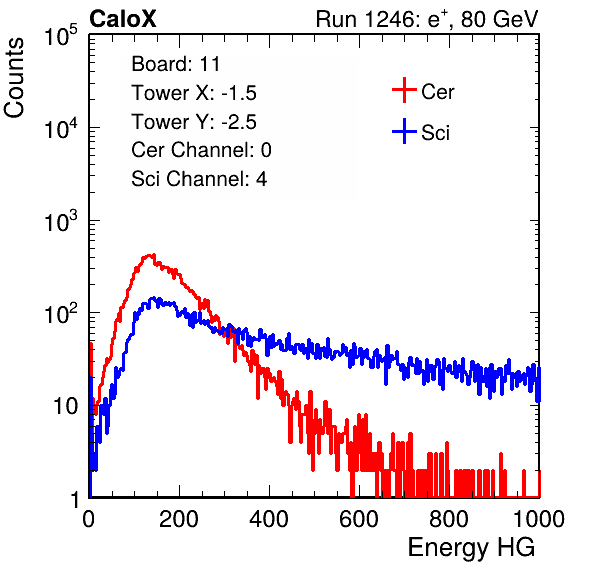 CaloX Run 1246: e⁺, 80 GeV
10⁵
Board: 11
Tower X: -1.5
Tower Y: -2.5
Cer Channel: 0
Sci Channel: 4
Cer
Sci
Counts
10⁴
10³
10²
10
1
0 200 400 600 800 1000
Energy HG